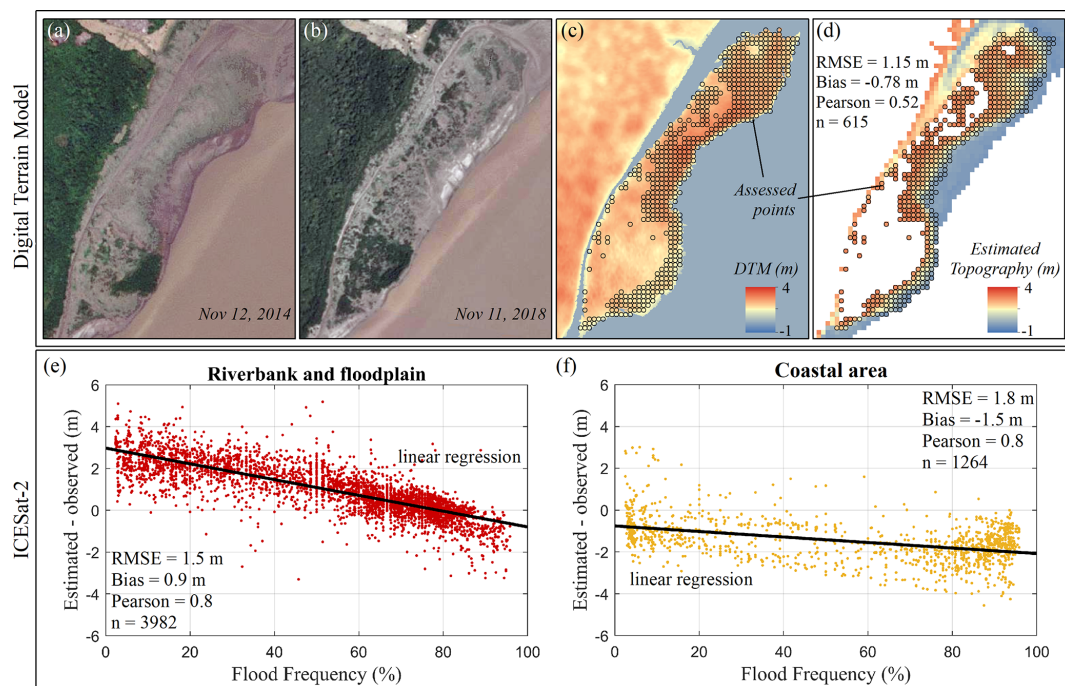 Digital Terrain Model
(a)
Nov 12, 2014
(b)
Nov 11, 2018
(c)
Assessed
points
DTM (m)
4
-1
(d)
RMSE = 1.15 m
Bias = -0.78 m
Pearson = 0.52
n = 615
Estimated
Topography (m)
4
-1
ICESat-2
(e)
Riverbank and floodplain
Estimated - observed (m)
6
4
2
0
-2
-4
-6
linear regression
RMSE = 1.5 m
Bias = 0.9 m
Pearson = 0.8
n = 3982
0
20
40
60
80
100
Flood Frequency (%)
(f)
Coastal area
Estimated - observed (m)
6
4
2
0
-2
-4
-6
RMSE = 1.8 m
Bias = -1.5 m
Pearson = 0.8
n = 1264
linear regression
0
20
40
60
80
100
Flood Frequency (%)